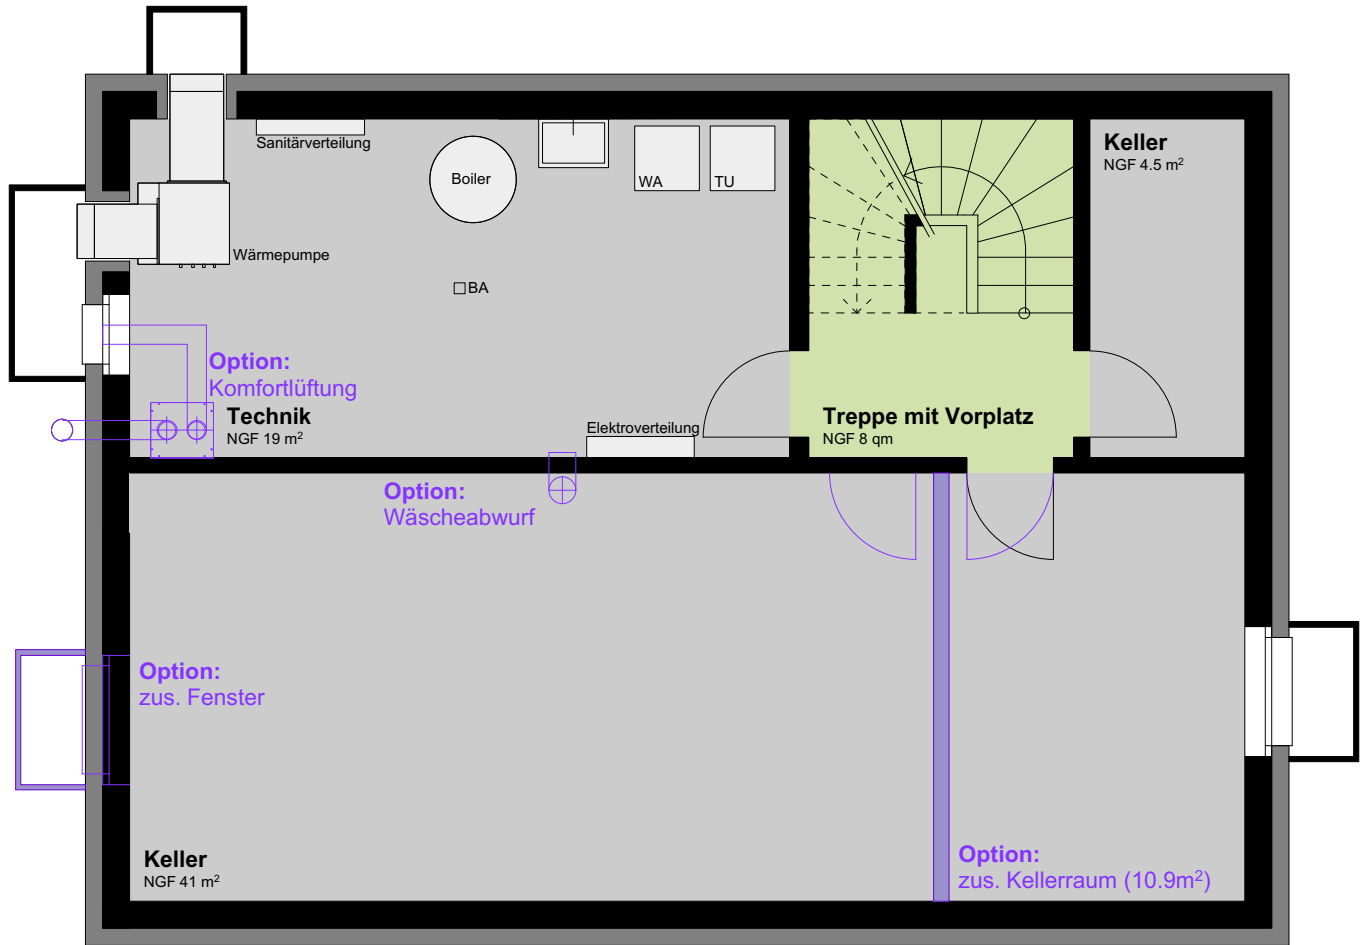 Sanitärverteilung
Boiler
WA
TU
Keller
NGF 4.5 m²
Wärmepumpe
BA
Option:
Komfortlüftung
Technik
NGF 19 m²
Elektroverteilung
Treppe mit Vorplatz
NGF 8 qm
Option:
Wäscheabwurf
Option:
zus. Fenster
Keller
NGF 41 m²
Option:
zus. Kellerraum (10.9m²)